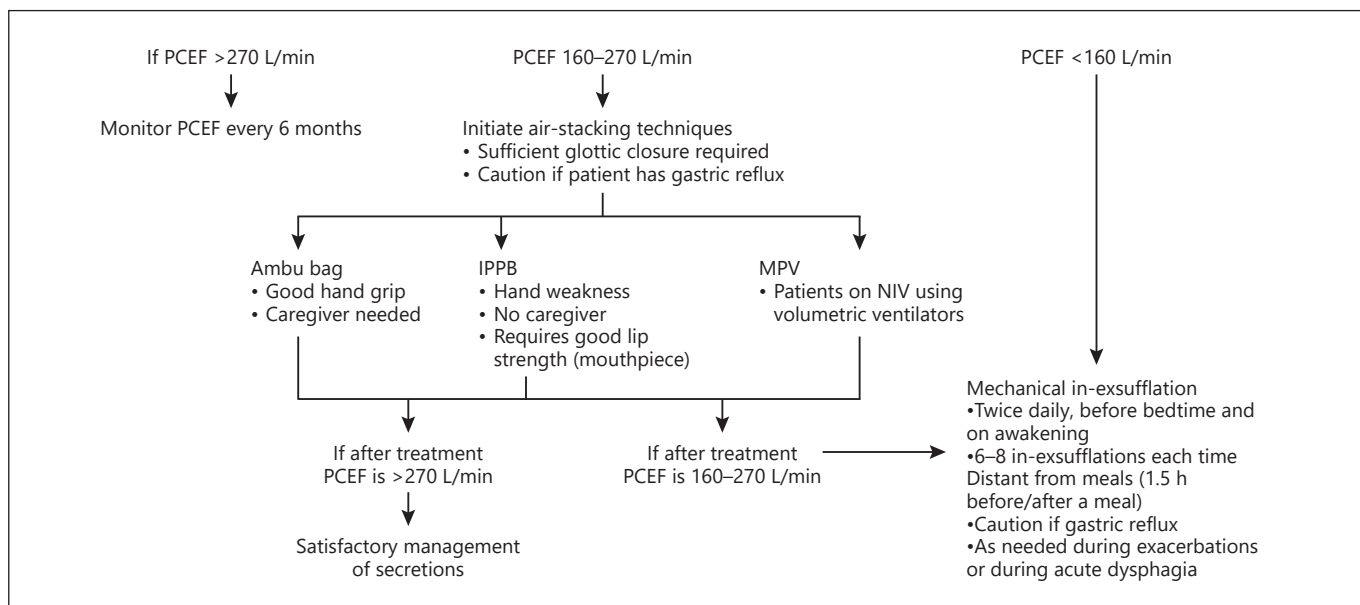 If PCEF >270 L/min
Monitor PCEF every 6 months
PCEF 160–270 L/min
Initiate air-stacking techniques
• Sufficient glottic closure required
• Caution if patient has gastric reflux
Ambu bag
• Good hand grip
• Caregiver needed
IPPB
• Hand weakness
• No caregiver
• Requires good lip
strength (mouthpiece)
MPV
• Patients on NIV using
volumetric ventilators
If after treatment
PCEF is >270 L/min
Satisfactory management
of secretions
If after treatment
PCEF is 160–270 L/min
PCEF <160 L/min
Mechanical in-exsufflation
•Twice daily, before bedtime and
on awakening
•6–8 in-exsufflations each time
Distant from meals (1.5 h
before/after a meal)
•Caution if gastric reflux
•As needed during exacerbations
or during acute dysphagia